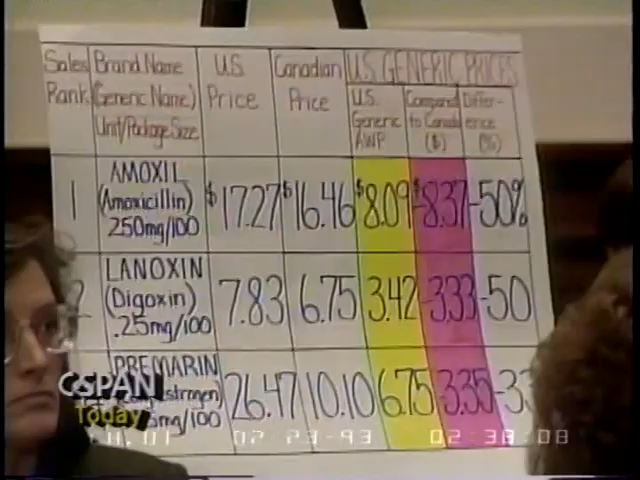 Sales Rank
Brand Name (Generic Name) Unit/Package Size
U.S. Price
Canadian Price
U.S. GENERIC PRICES
U.S. Generic AWP
Compared to Canada ($)
Differ-ence (%)
1 AMOXIL (Amoxicillin) 250mg/100 $17.27 $16.46 $8.09 $-8.37 -50%
2 LANOXIN (Digoxin) .25mg/100 7.83 6.75 3.42 -3.33 -50
PREMARIN estrogen) mg/100 26.47 10.10 6.75 -3.35 -33
C-SPAN
Today
02-23-93 02:38:08